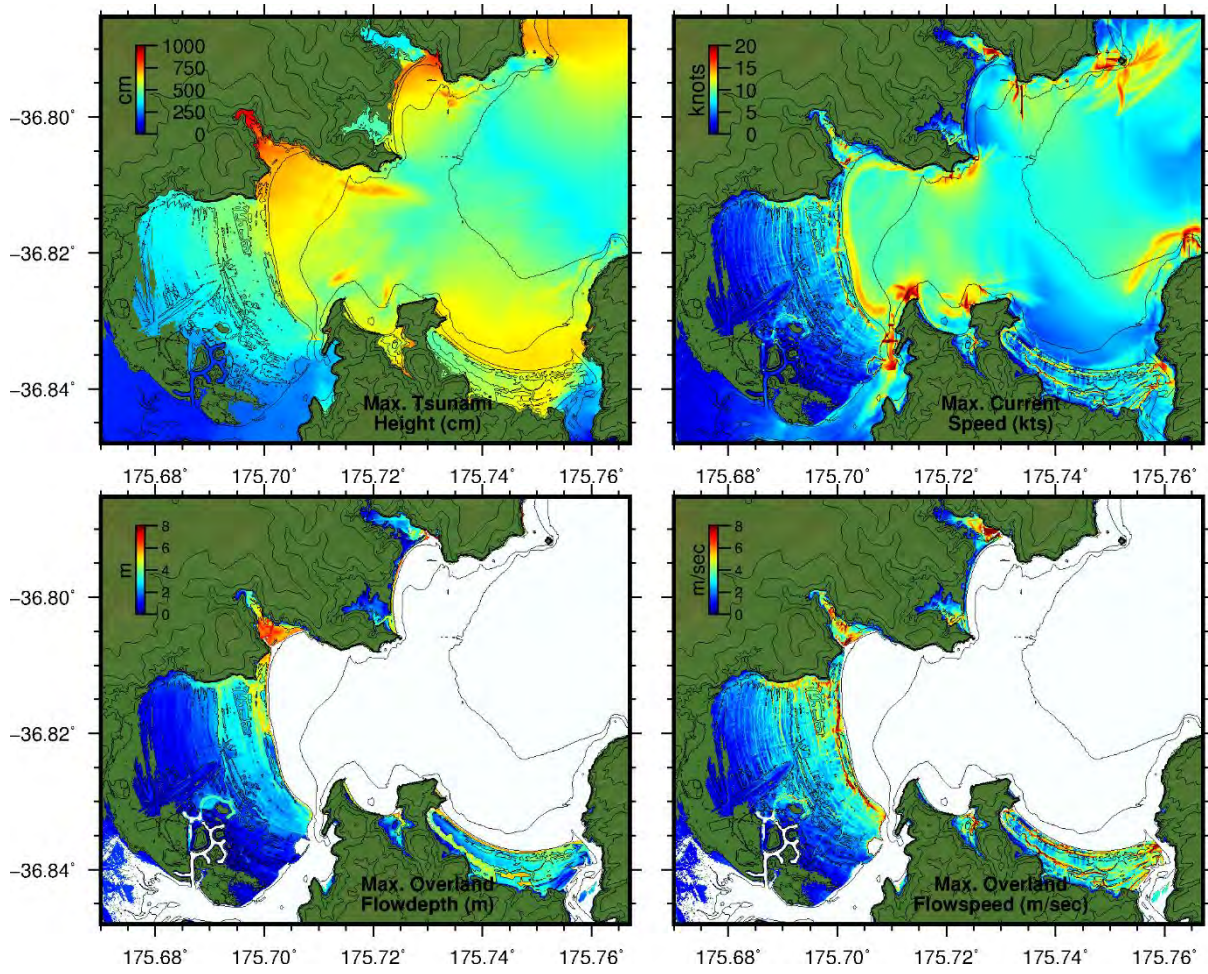 1000
750
500
250
0
cm
Max. Tsunami
Height (cm)
20
15
10
5
0
knots
Max. Current
Speed (kts)
−36.80°
−36.82°
−36.84°
175.68° 175.70° 175.72° 175.74° 175.76°
175.68° 175.70° 175.72° 175.74° 175.76°
8
6
4
2
0
m
Max. Overland
Flowdepth (m)
8
6
4
2
0
m/sec
Max. Overland
Flowspeed (m/sec)
−36.80°
−36.82°
−36.84°
175.68° 175.70° 175.72° 175.74° 175.76°
175.68° 175.70° 175.72° 175.74° 175.76°